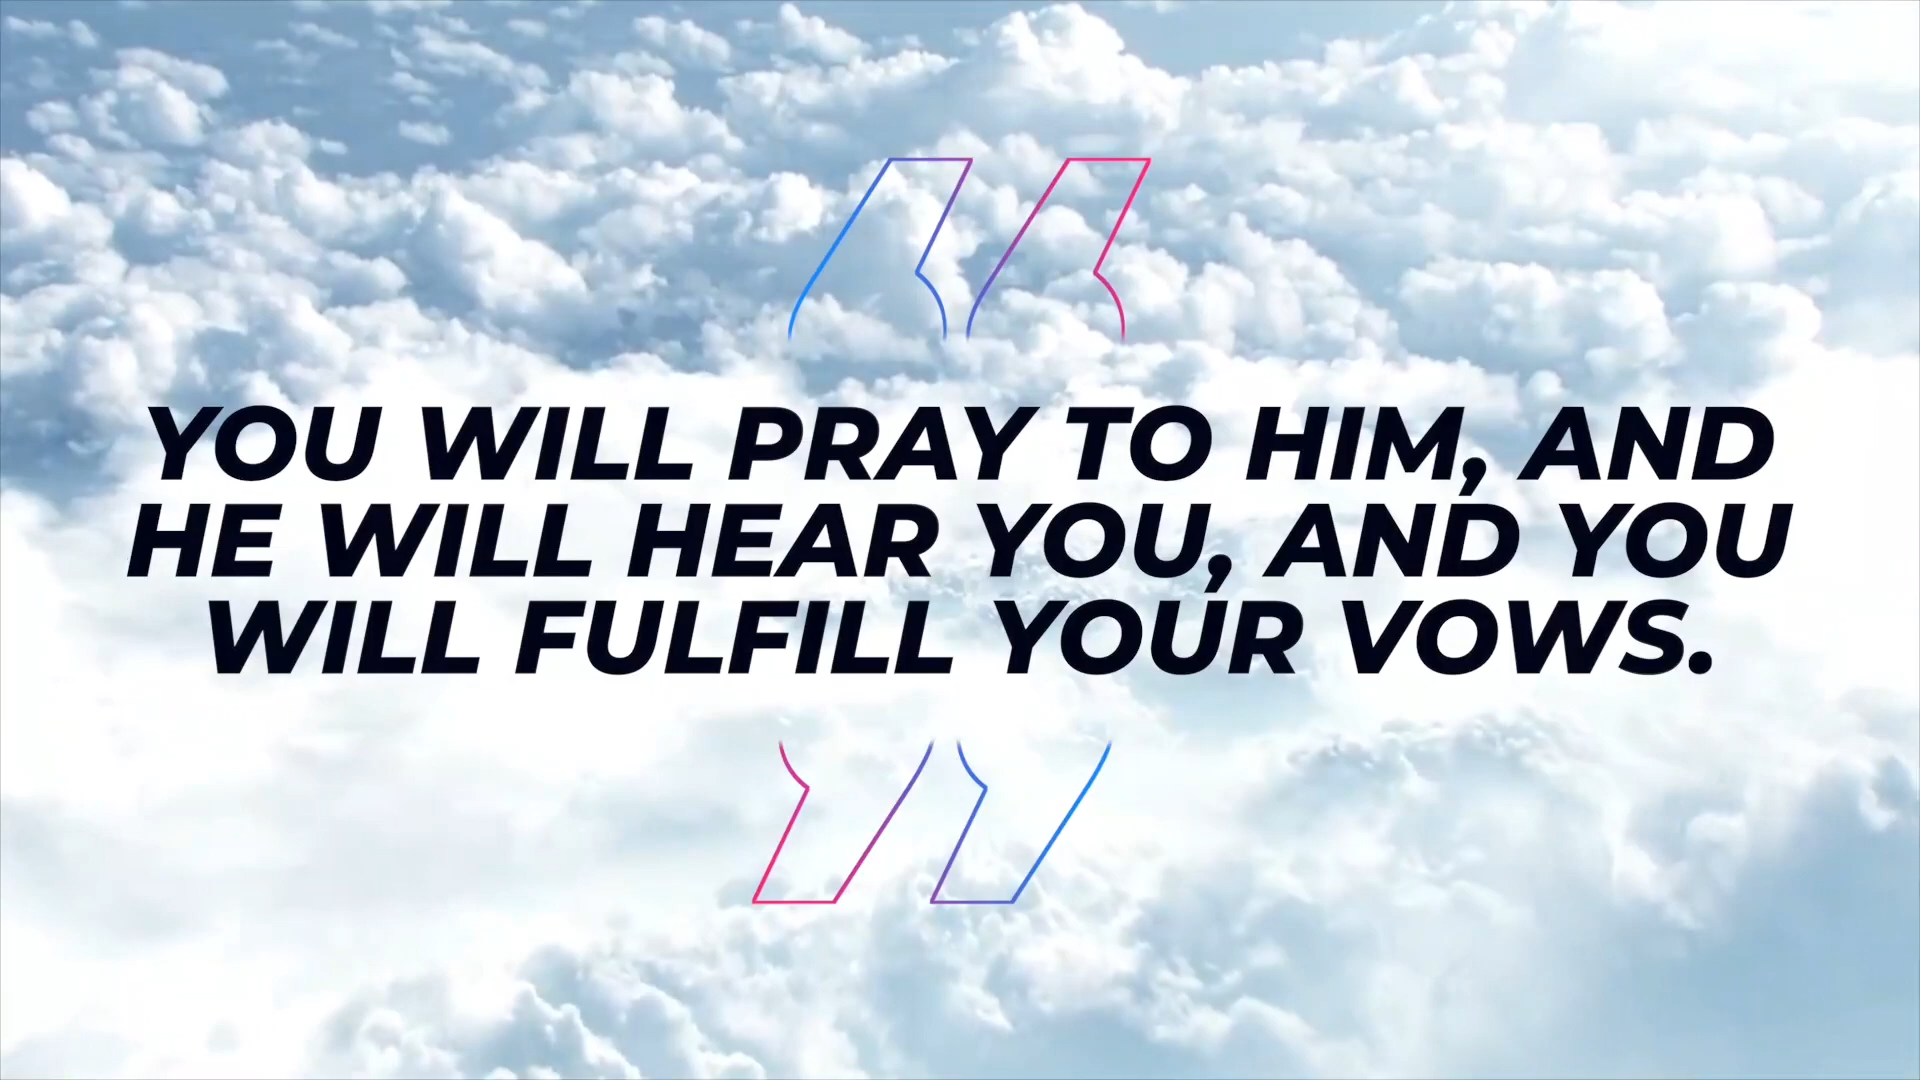 YOU WILL PRAY TO HIM, AND
HE WILL HEAR YOU, AND YOU
WILL FULFILL YOUR VOWS.